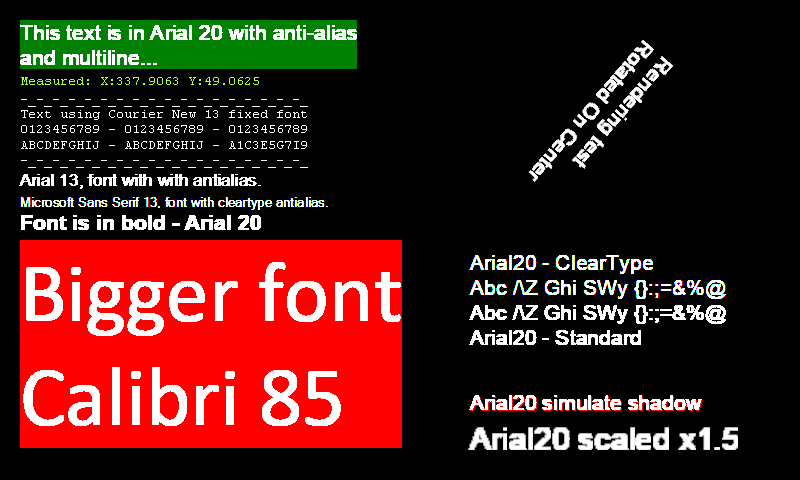 This text is in Arial 20 with anti-alias
and multiline...
Measured: X:337.9063 Y:49.0625
-_-_-_-_-_-_-_-_-_-_-_-_-_-_-_-_-_-_
Text using Courier New 13 fixed font
0123456789 - 0123456789 - 0123456789
ABCDEFGHIJ - ABCDEFGHIJ - A1C3E5G7I9
-_-_-_-_-_-_-_-_-_-_-_-_-_-_-_-_-_-_
Arial 13, font with with antialias.
Microsoft Sans Serif 13, font with cleartype antialias.
Font is in bold - Arial 20
Bigger font
Calibri 85
Rendering test
Rotated On Center
Arial20 - ClearType
Abc /\Z Ghi SWy {}:;=&%@
Abc /\Z Ghi SWy {}:;=&%@
Arial20 - Standard
Arial20 simulate shadow
Arial20 scaled x1.5